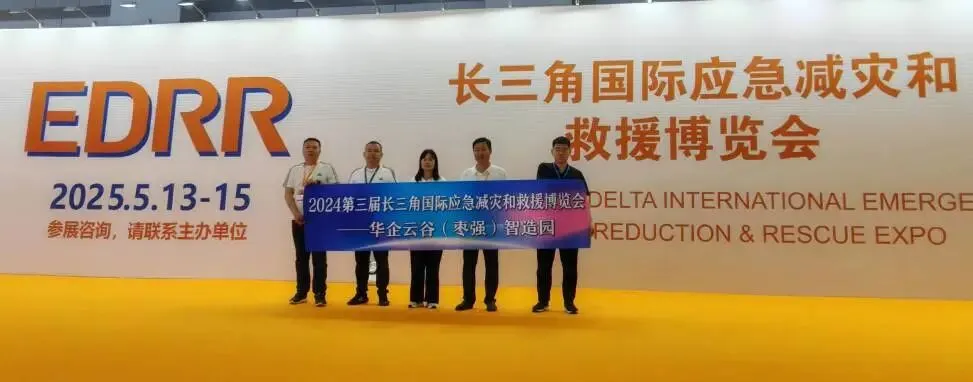 EDRR
2025.5.13-15
参展咨询，请联系主办单位
长三角国际应急减灾和
救援博览会
DELTA INTERNATIONAL EMERGE
REDUCTION & RESCUE EXPO
2024第三届长三角国际应急减灾和救援博览会
——华企云谷（枣强）智造园